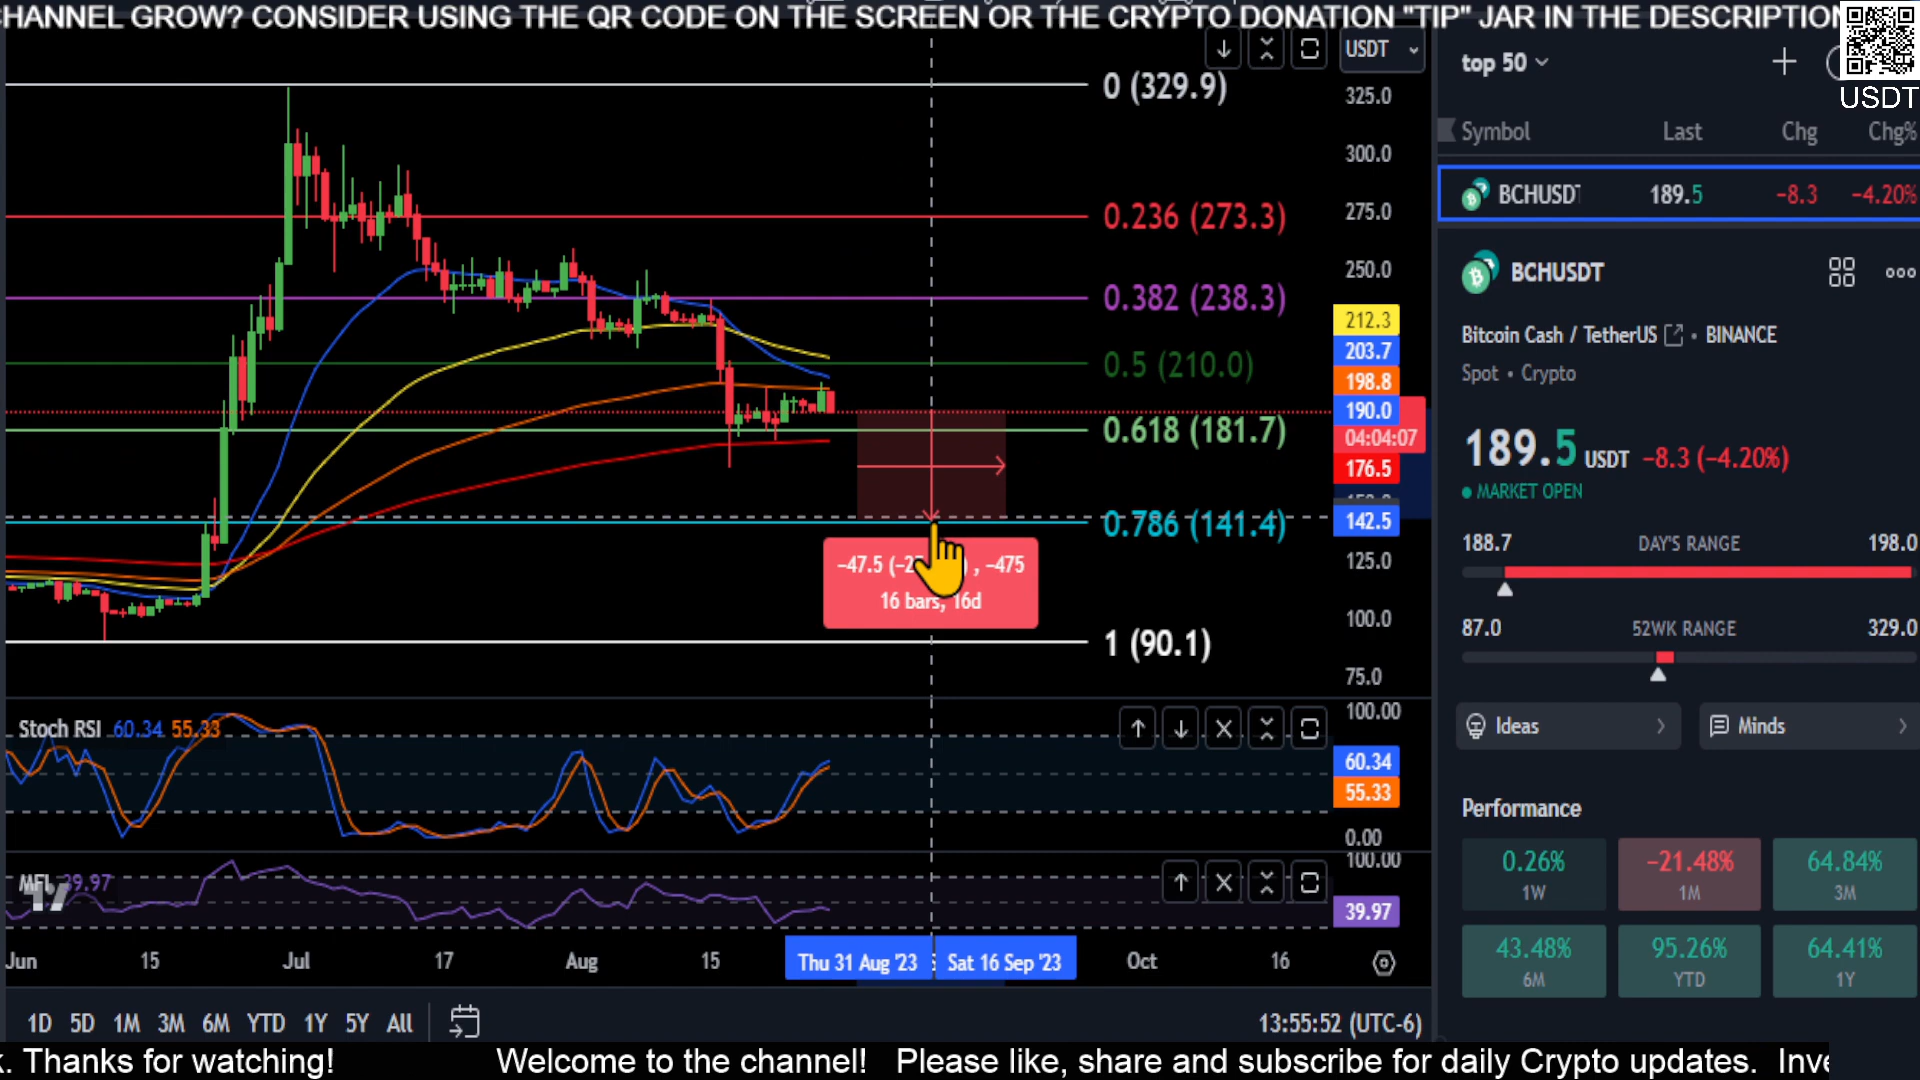 CHANNEL GROW? CONSIDER USING THE QR CODE ON THE SCREEN OR THE CRYPTO DONATION "TIP" JAR IN THE DESCRIPTION
USDT
top 50
USDT
Symbol Last Chg Chg%
BCHUSDT 189.5 −8.3 −4.20%
BCHUSDT
Bitcoin Cash / TetherUS • BINANCE
Spot • Crypto
189.5 USDT −8.3 (−4.20%)
MARKET OPEN
188.7 DAY'S RANGE 198.0
87.0 52WK RANGE 329.0
Ideas
Minds
Performance
0.26% −21.48% 64.84%
1W 1M 3M
43.48% 95.26% 64.41%
6M YTD 1Y
0 (329.9)
0.236 (273.3)
0.382 (238.3)
0.5 (210.0)
0.618 (181.7)
0.786 (141.4)
1 (90.1)
325.0
300.0
275.0
250.0
212.3
203.7
198.8
190.0
04:04:07
176.5
142.5
125.0
100.0
75.0
−47.5 , −475
16 bars, 16d
Stoch RSI 60.34 55.33
100.00
60.34
55.33
0.00
MFI 39.97
100.00
39.97
Jun 15 Jul 17 Aug 15 Thu 31 Aug '23 Sat 16 Sep '23 Oct 16
1D 5D 1M 3M 6M YTD 1Y 5Y All
13:55:52 (UTC-6)
k. Thanks for watching! Welcome to the channel! Please like, share and subscribe for daily Crypto updates. Inve